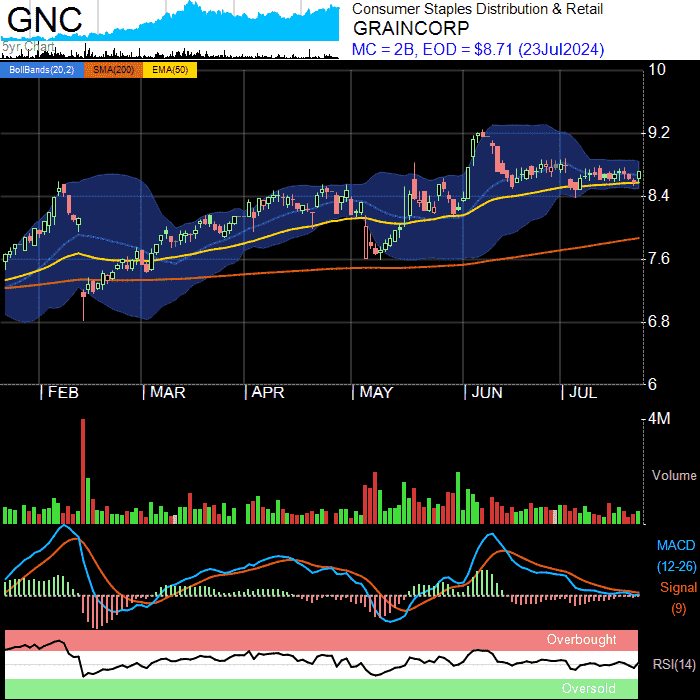 GNC
5yr Chart
Consumer Staples Distribution & Retail
GRAINCORP
MC = 2B, EOD = $8.71 (23Jul2024)
BollBands(20,2) SMA(200) EMA(50)
10
9.2
8.4
7.6
6.8
6
| FEB | MAR | APR | MAY | JUN | JUL
4M
Volume
MACD
(12-26)
Signal
(9)
Overbought
RSI(14)
Oversold